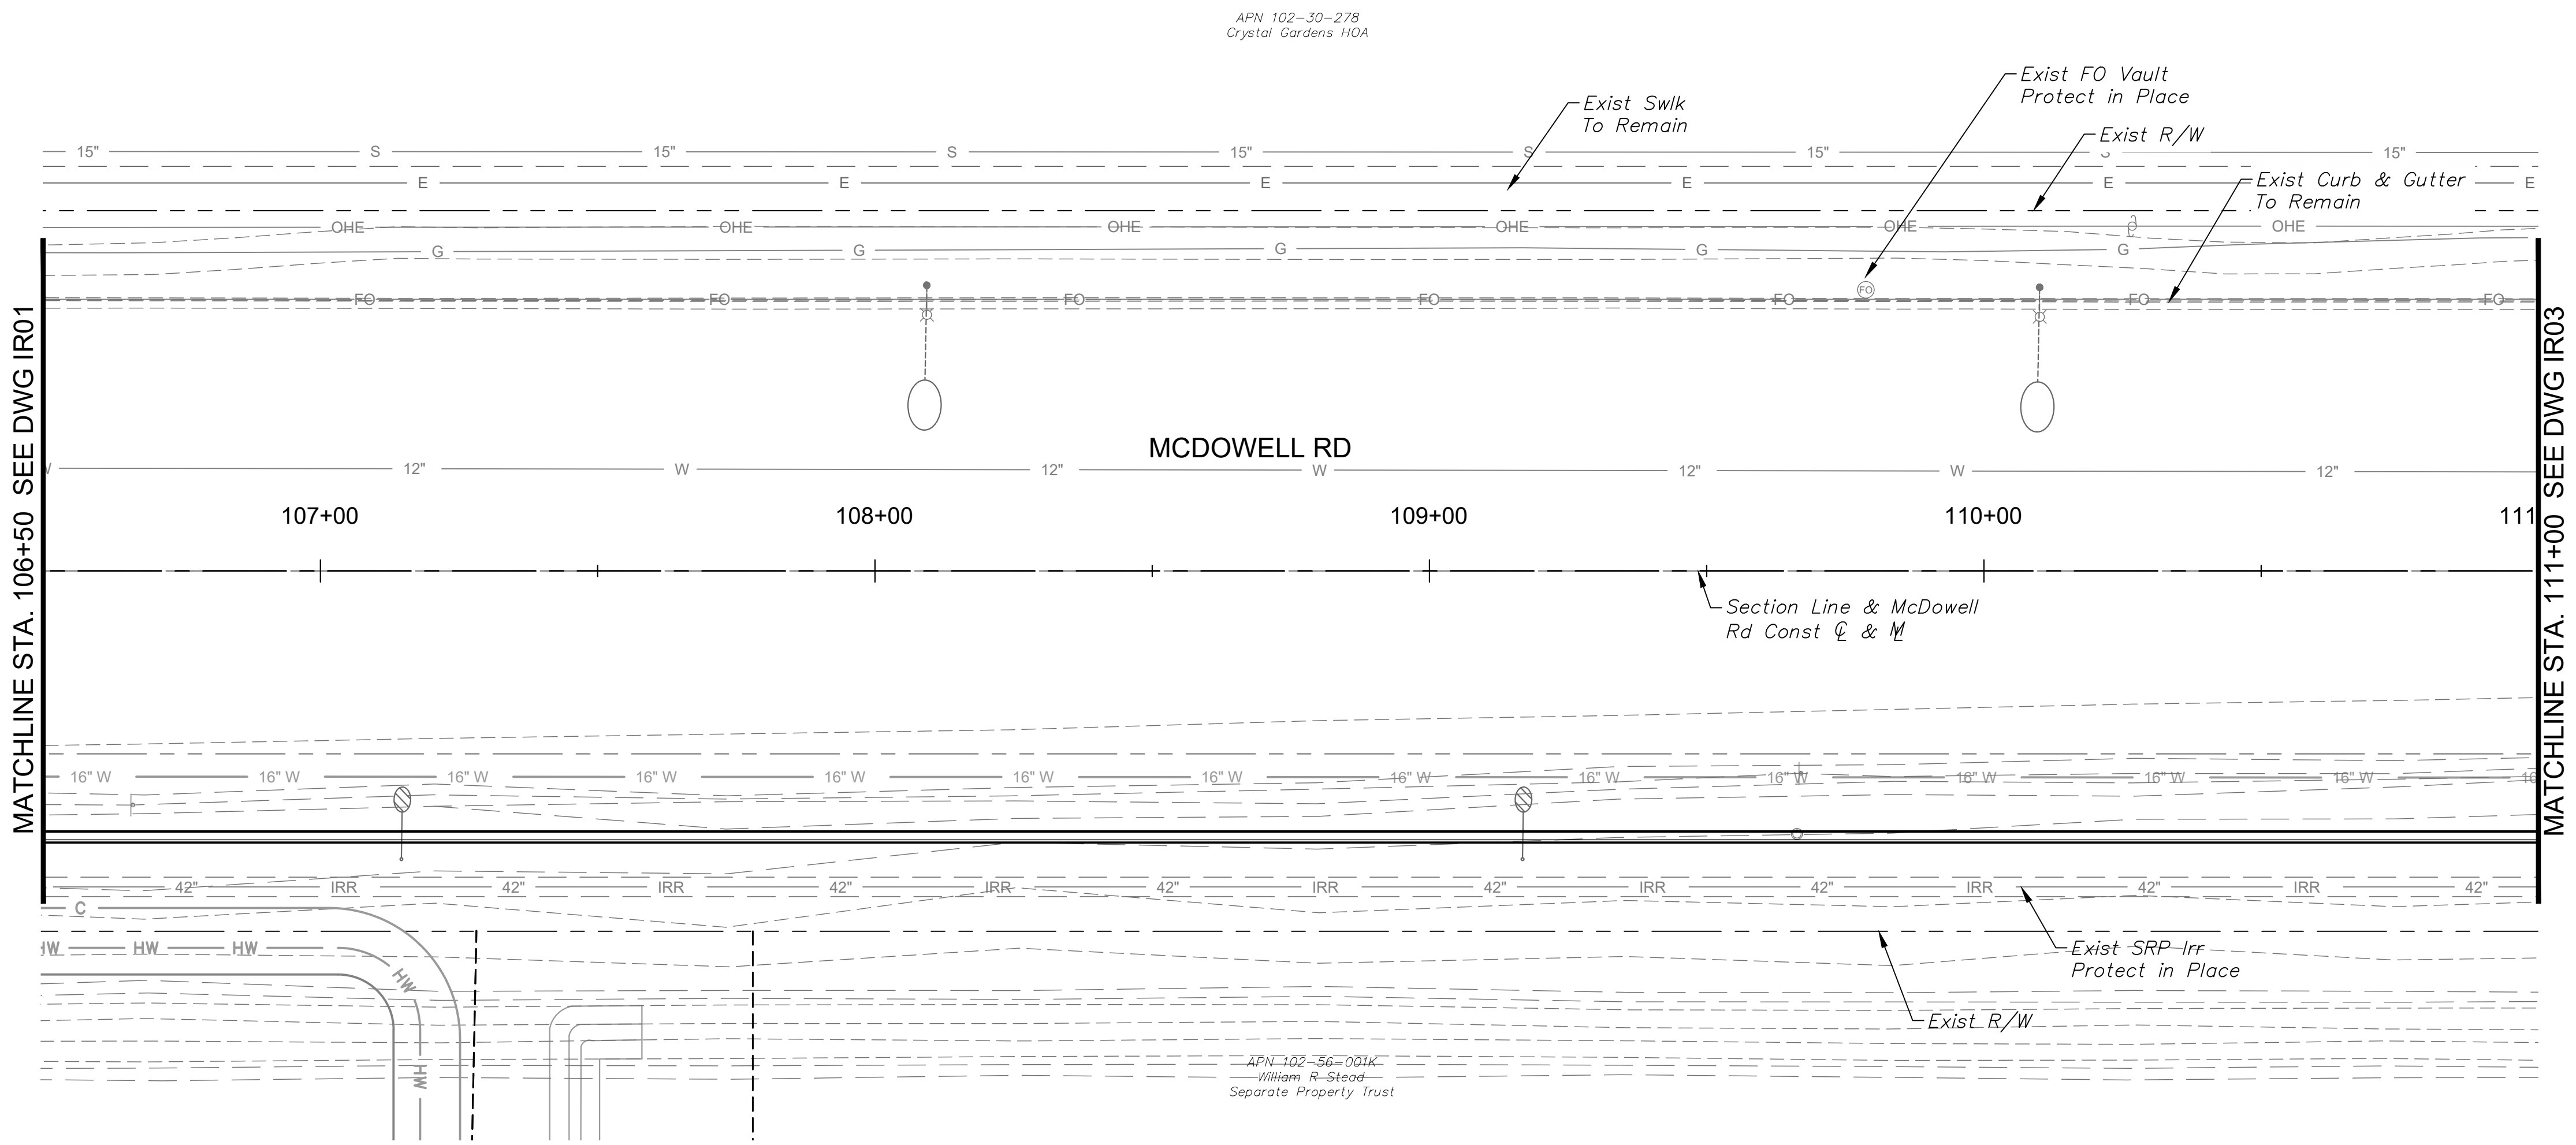 APN 102-30-278
Crystal Gardens HOA
Exist FO Vault
Protect in Place
Exist Swlk
To Remain
Exist R/W
15" S 15" S 15" S 15" S 15"
Exist Curb & Gutter
To Remain
E E E E E E
OHE OHE OHE OHE OHE OHE
G G G G G
FO
FO FO FO FO FO FO FO
MATCHLINE STA. 106+50 SEE DWG IR01
MATCHLINE STA. 111+00 SEE DWG IR03
MCDOWELL RD
W 12" W 12" W 12" W 12"
107+00 108+00 109+00 110+00 111
Section Line & McDowell
Rd Const ℄ & ML
16" W 16" W 16" W 16" W 16" W 16" W 16" W 16" W 16" W 16" W 16" W 16" W 16" W 16
42" IRR 42" IRR 42" IRR 42" IRR 42" IRR 42" IRR 42" IRR 42"
C
HW HW HW
HW
HW
Exist SRP Irr
Protect in Place
Exist R/W
APN 102-56-001K
William R Stead
Separate Property Trust